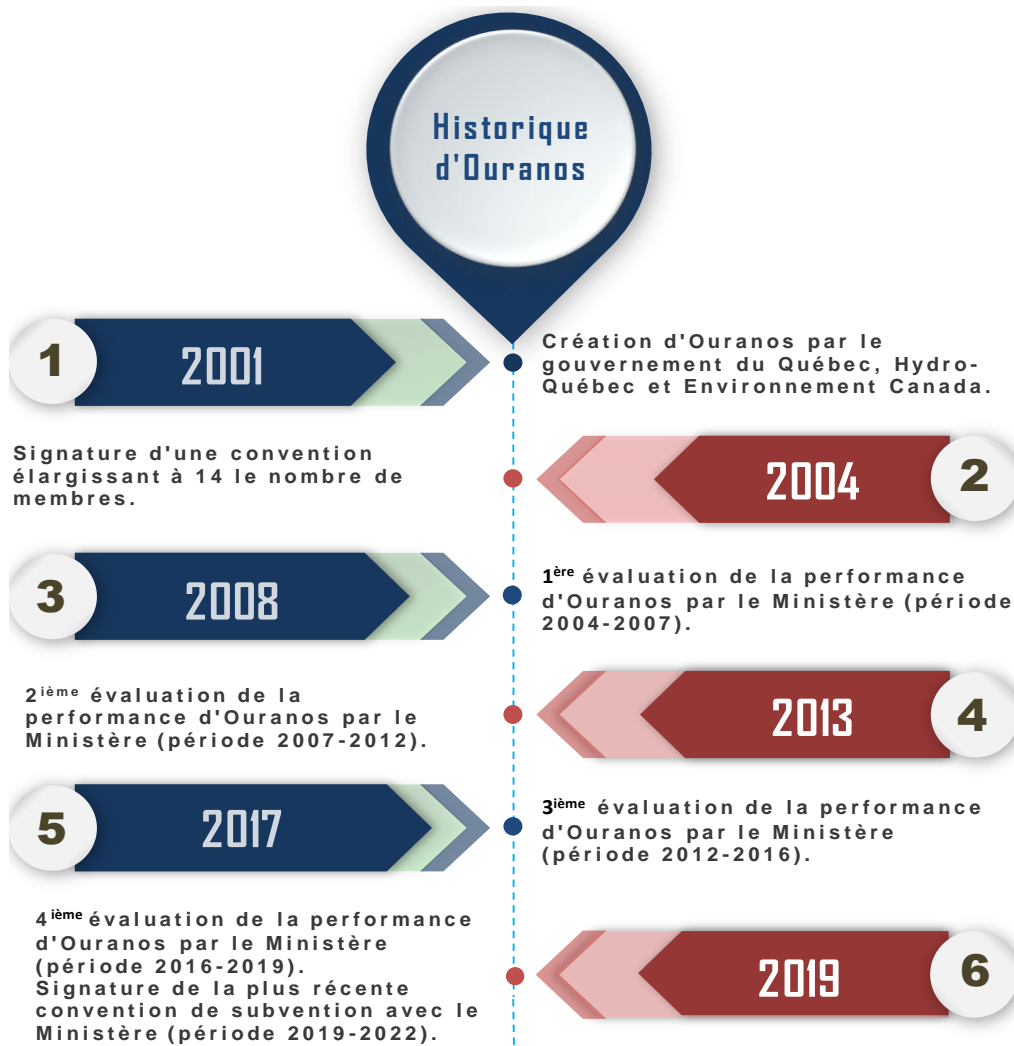 Historique
d'Ouranos
1
2001
Création d'Ouranos par le
gouvernement du Québec, Hydro-
Québec et Environnement Canada.
Signature d'une convention
élargissant à 14 le nombre de
membres.
2004
2
3
2008
1ère évaluation de la performance
d'Ouranos par le Ministère (période
2004-2007).
2ième évaluation de la
performance d'Ouranos par le
Ministère (période 2007-2012).
2013
4
5
2017
3ième évaluation de la performance
d'Ouranos par le Ministère
(période 2012-2016).
4ième évaluation de la performance
d'Ouranos par le Ministère
(période 2016-2019).
Signature de la plus récente
convention de subvention avec le
Ministère (période 2019-2022).
2019
6